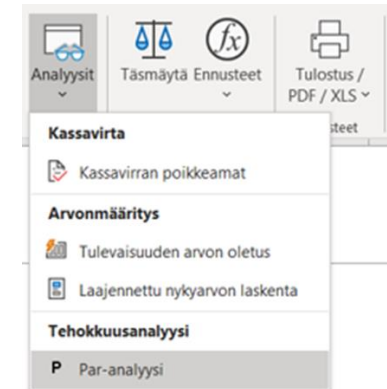 Analyysit
Täsmäytä
Ennusteet
Tulostus /
PDF / XLS
steet
Kassavirta
Kassavirran poikkeamat
Arvonmääritys
Tulevaisuuden arvon oletus
Laajennettu nykyarvon laskenta
Tehokkuusanalyysi
P Par-analyysi